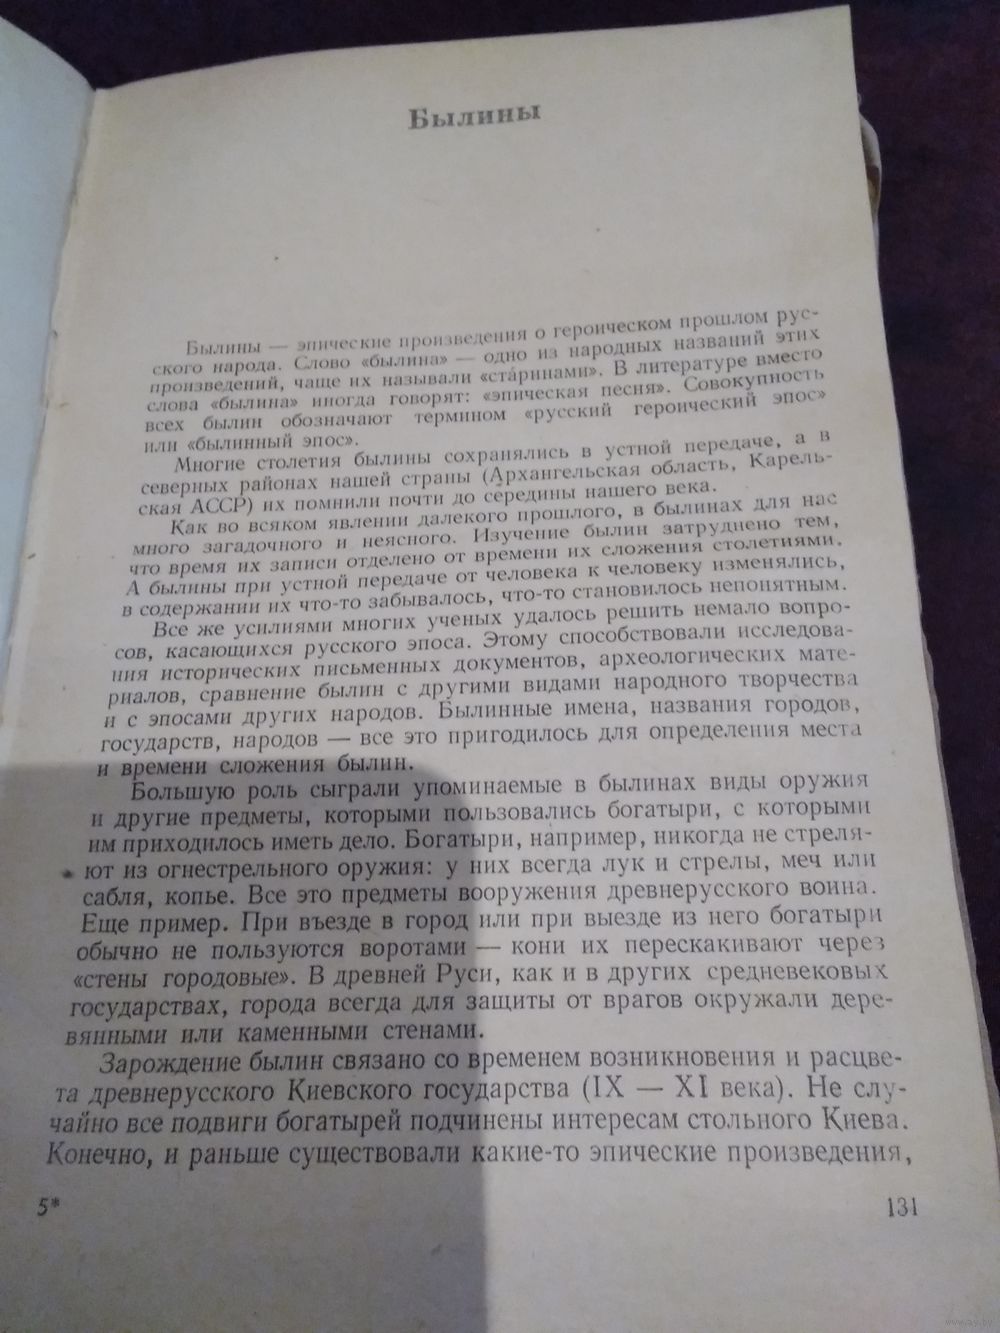 Былины
Былины — эпические произведения о героическом прошлом рус-
ского народа. Слово «былина» — одно из народных названий этих
произведений, чаще их называли «ста́ринами». В литературе вместо
слова «былина» иногда говорят: «эпическая песня». Совокупность
всех былин обозначают термином «русский героический эпос»
или «былинный эпос».
Многие столетия былины сохранялись в устной передаче, а в
северных районах нашей страны (Архангельская область, Карель-
ская АССР) их помнили почти до середины нашего века.
Как во всяком явлении далекого прошлого, в былинах для нас
много загадочного и неясного. Изучение былин затруднено тем,
что время их записи отделено от времени их сложения столетиями.
А былины при устной передаче от человека к человеку изменялись,
в содержании их что-то забывалось, что-то становилось непонятным.
Все же усилиями многих ученых удалось решить немало вопро-
сов, касающихся русского эпоса. Этому способствовали исследова-
ния исторических письменных документов, археологических мате-
риалов, сравнение былин с другими видами народного творчества
и с эпосами других народов. Былинные имена, названия городов,
государств, народов — все это пригодилось для определения места
и времени сложения былин.
Большую роль сыграли упоминаемые в былинах виды оружия
и другие предметы, которыми пользовались богатыри, с которыми
им приходилось иметь дело. Богатыри, например, никогда не стреля-
ют из огнестрельного оружия: у них всегда лук и стрелы, меч или
сабля, копье. Все это предметы вооружения древнерусского воина.
Еще пример. При въезде в город или при выезде из него богатыри
обычно не пользуются воротами — кони их перескакивают через
«стены городовые». В древней Руси, как и в других средневековых
государствах, города всегда для защиты от врагов окружали дере-
вянными или каменными стенами.
Зарождение былин связано со временем возникновения и расцве-
та древнерусского Киевского государства (IX — XI века). Не слу-
чайно все подвиги богатырей подчинены интересам стольного Киева.
Конечно, и раньше существовали какие-то эпические произведения,
5* 131
www.ay.by